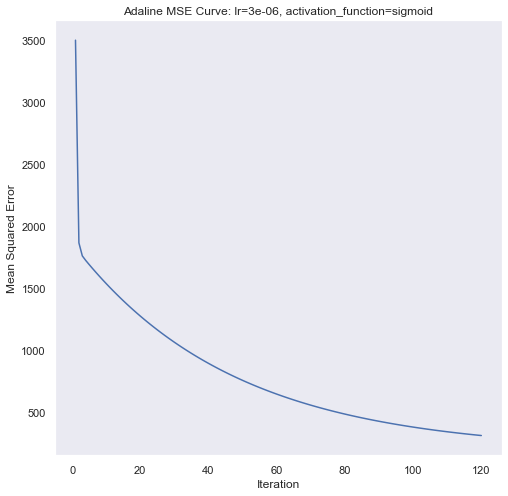 Adaline MSE Curve: lr=3e-06, activation_function=sigmoid
3500
3000
2500
2000
1500
1000
500
Mean Squared Error
0 20 40 60 80 100 120
Iteration